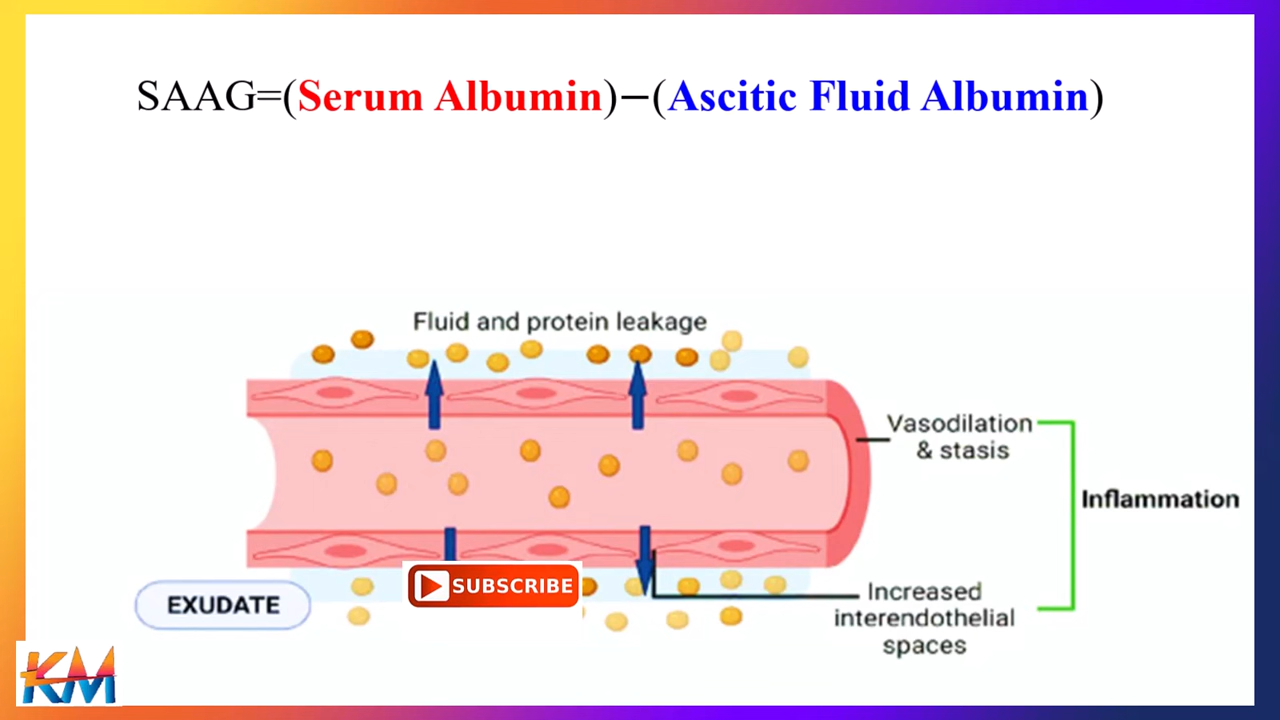 SAAG=(Serum Albumin)−(Ascitic Fluid Albumin)
Fluid and protein leakage
Vasodilation
& stasis
Inflammation
SUBSCRIBE
EXUDATE
Increased
interendothelial
spaces
KM